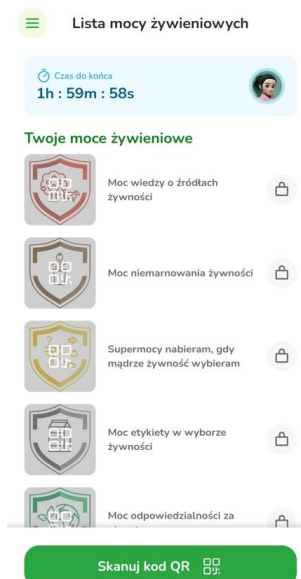 Lista mocy żywieniowych
Czas do końca
1h : 59m : 58s
Twoje moce żywieniowe
Moc wiedzy o źródłach
żywności
Moc niemarnowania żywności
Supermocy nabieram, gdy
mądrze żywność wybieram
Moc etykiety w wyborze
żywności
Moc odpowiedzialności za
Skanuj kod QR